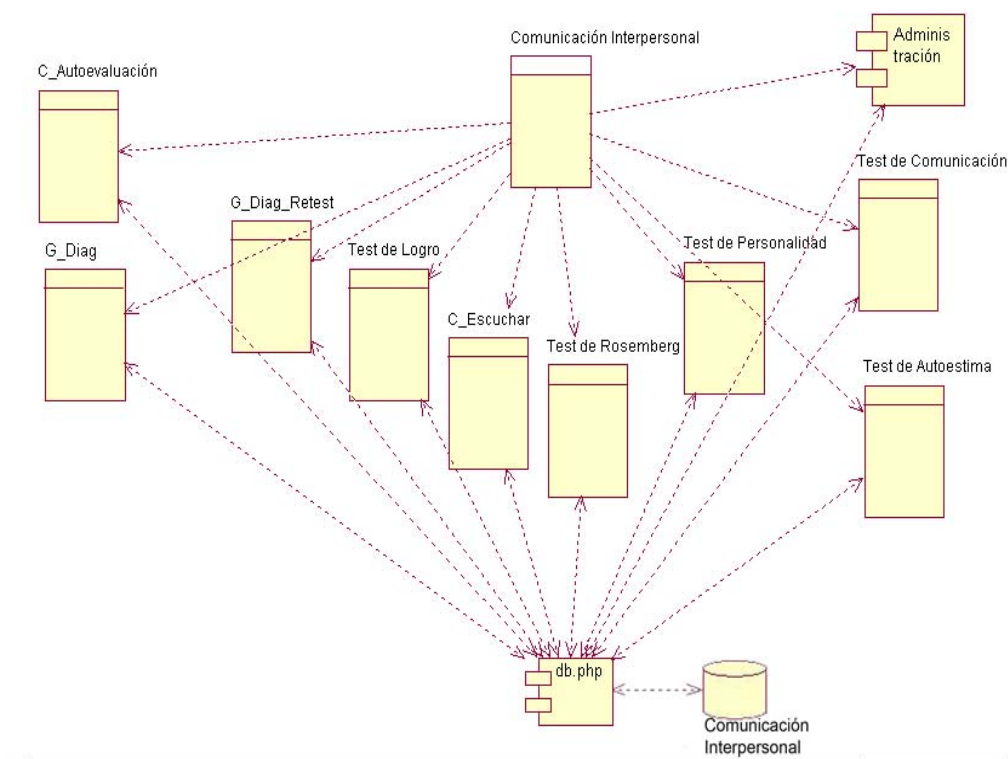 Comunicación Interpersonal
Adminis
tración
C_Autoevaluación
Test de Comunicación
G_Diag_Retest
G_Diag
Test de Logro
Test de Personalidad
C_Escuchar
Test de Rosemberg
Test de Autoestima
db.php
Comunicación
Interpersonal